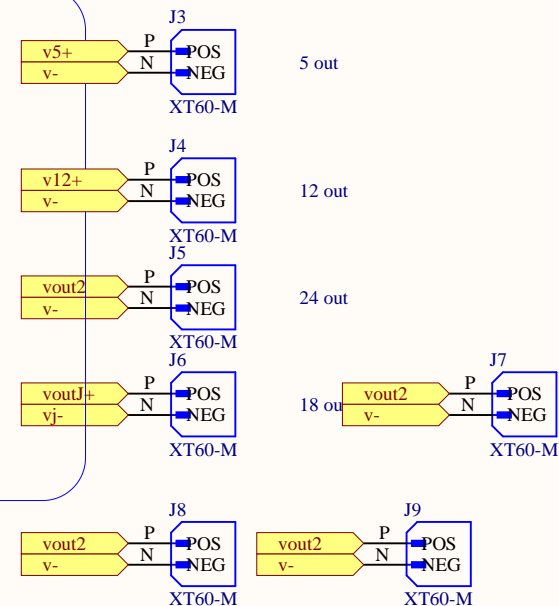 J3
P
v5+
POS
5 out
N
v-
NEG
XT60-M
J4
P
v12+
POS
12 out
N
v-
NEG
XT60-M
J5
P
vout2
POS
24 out
N
v-
NEG
XT60-M
J6
P
voutJ+
POS
18 ou
N
vj-
NEG
XT60-M
J7
P
vout2
POS
N
v-
NEG
XT60-M
J8
P
vout2
POS
N
v-
NEG
XT60-M
J9
P
vout2
POS
N
v-
NEG
XT60-M